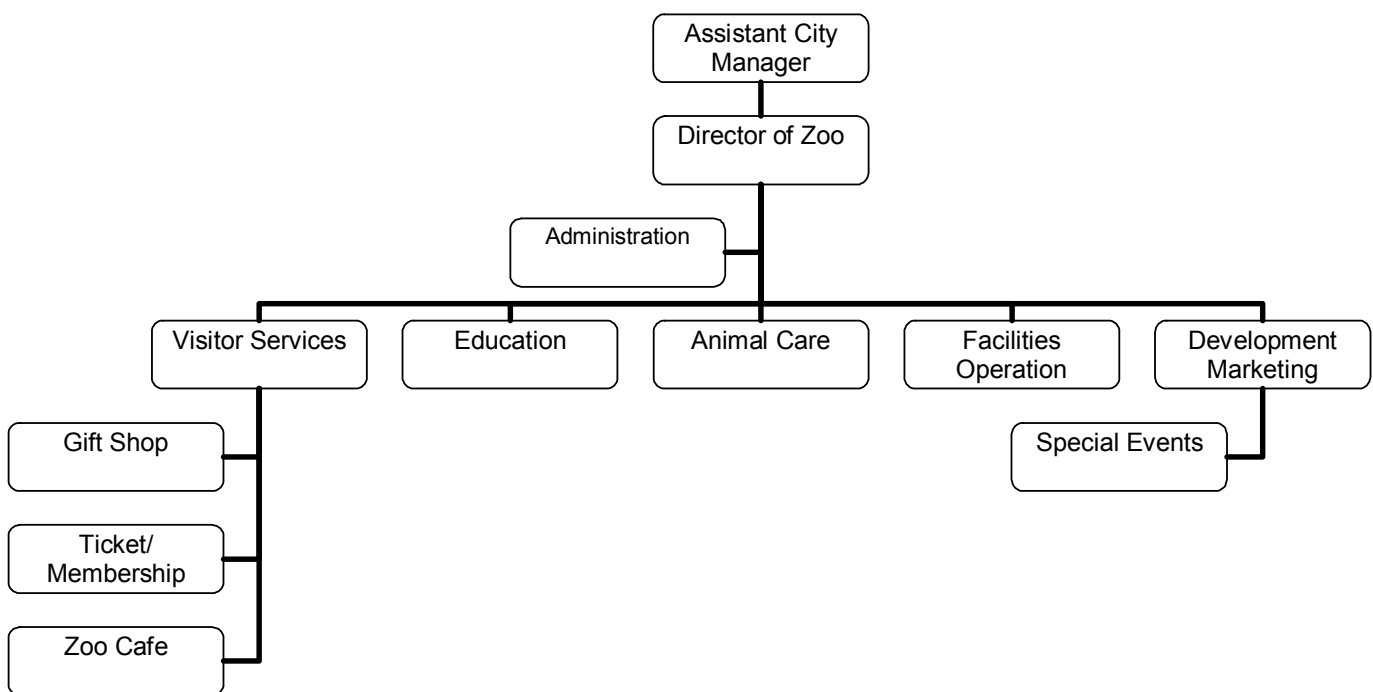 Assistant City
Manager
Director of Zoo
Administration
Visitor Services
Education
Animal Care
Facilities
Operation
Development
Marketing
Gift Shop
Special Events
Ticket/
Membership
Zoo Cafe